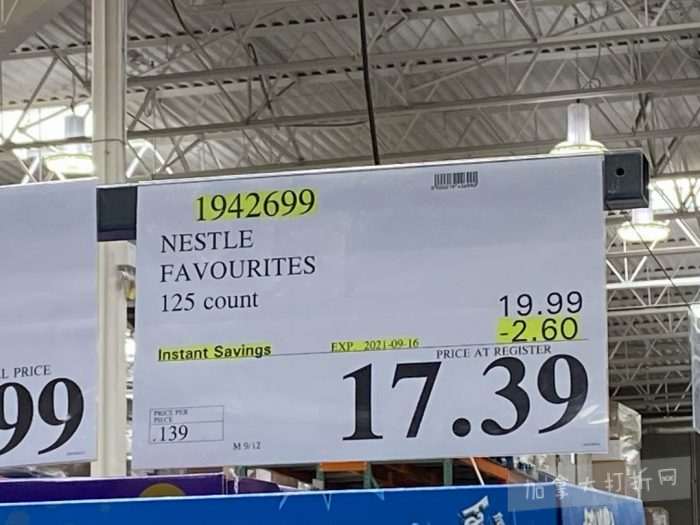 1942699
NESTLE
FAVOURITES
125 count
19.99
-2.60
Instant Savings
EXP. 2021-09-16
PRICE AT REGISTER
17.39
PRICE PER
PIECE
.139
M 9/12
L PRICE
99
加拿大打折网